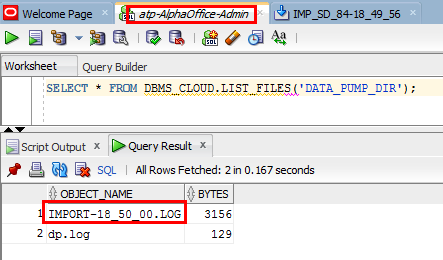 Welcome Page atp-AlphaOffice-Admin IMP_SD_84-18_49_56
Worksheet Query Builder
SELECT * FROM DBMS_CLOUD.LIST_FILES('DATA_PUMP_DIR');
Script Output x Query Result x
SQL All Rows Fetched: 2 in 0.167 seconds
OBJECT_NAME BYTES
1 IMPORT-18_50_00.LOG 3156
2 dp.log 129